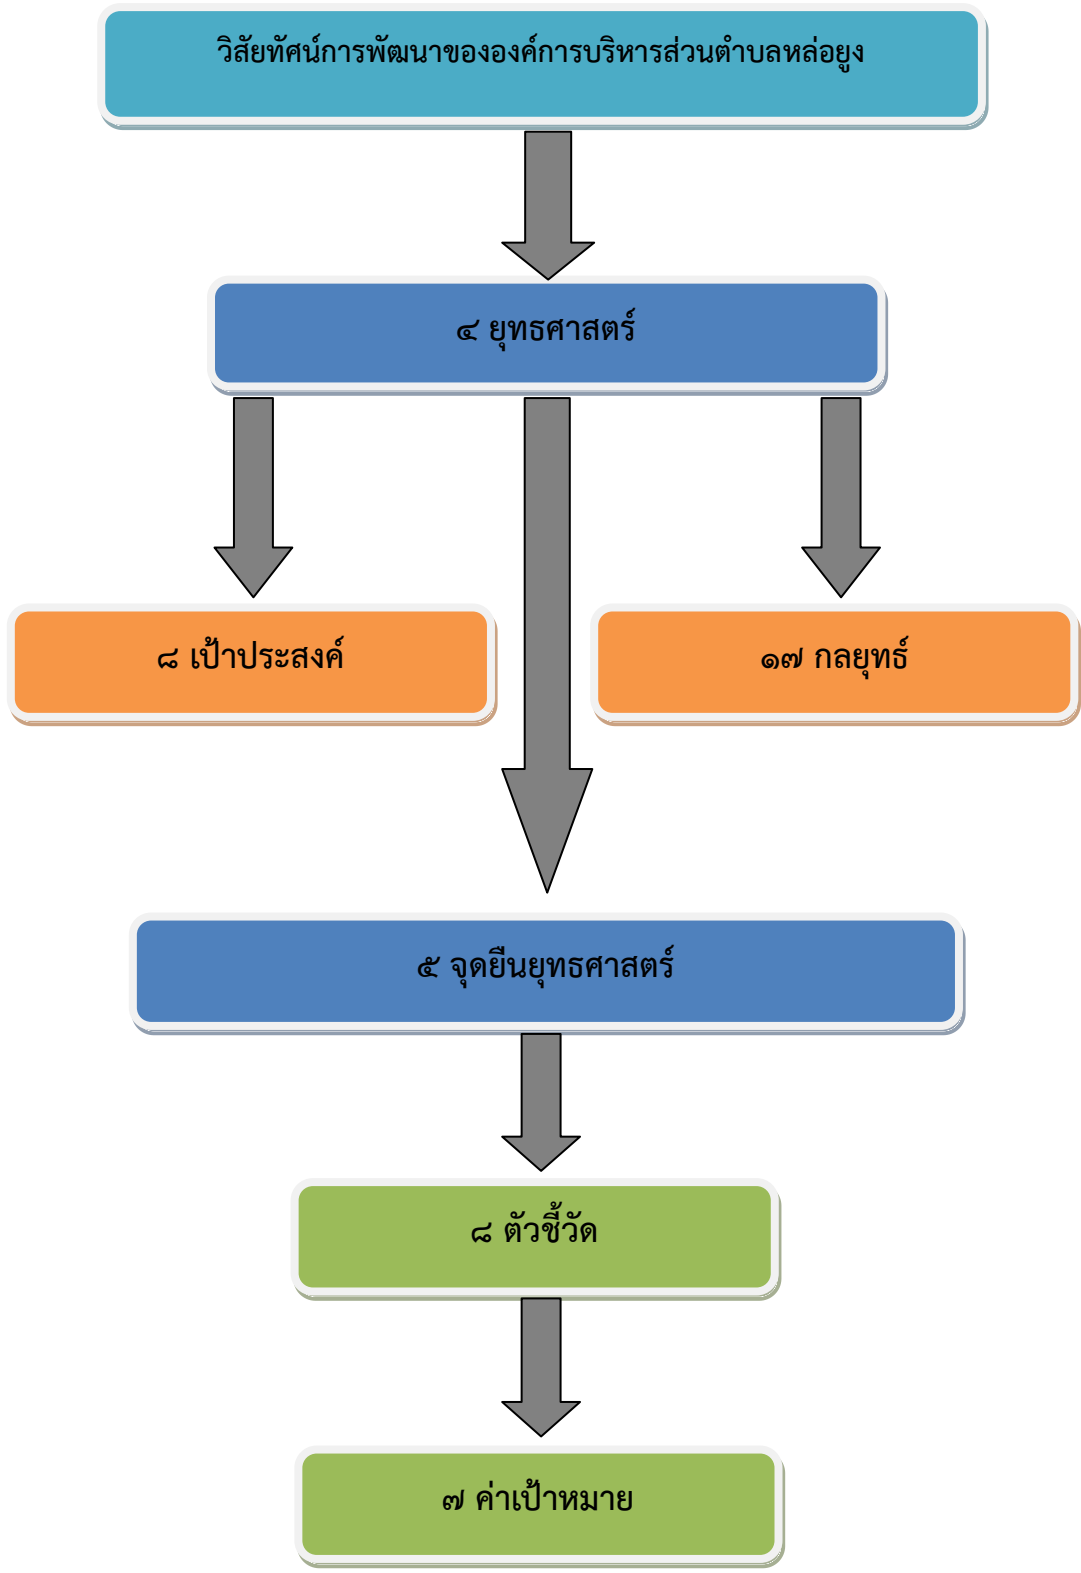 วิสัยทัศน์การพัฒนาขององค์การบริหารส่วนตำบลหล่อยูง
๔ ยุทธศาสตร์
๘ เป้าประสงค์
๑๗ กลยุทธ์
๕ จุดยืนยุทธศาสตร์
๘ ตัวชี้วัด
๗ ค่าเป้าหมาย